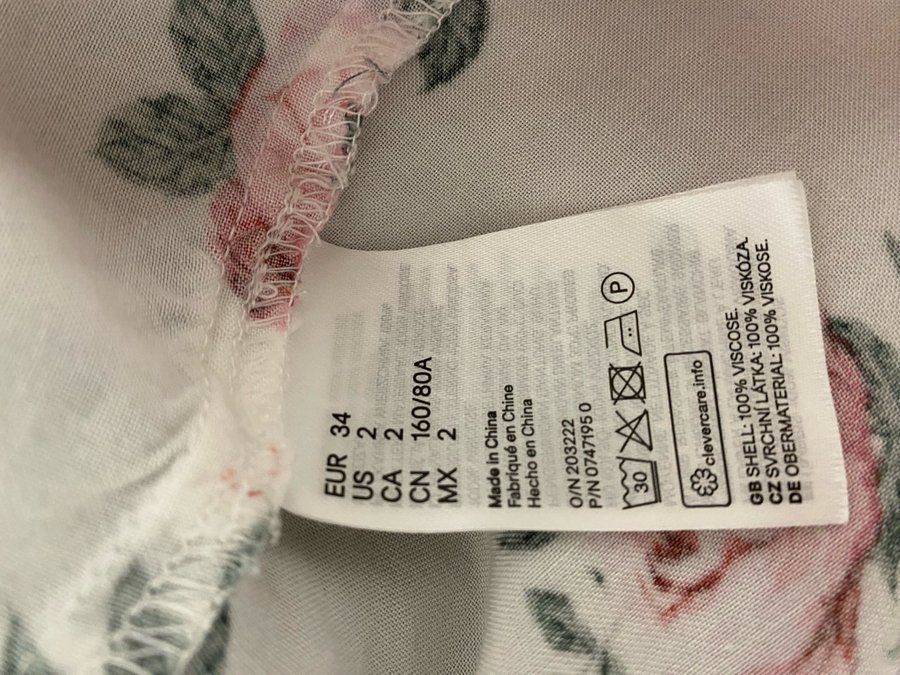 EUR 34
US 2
CA 2
CN 160/80A
MX 2
Made in China
Fabriqué en Chine
Hecho en China
O/N 203222
P/N 0747195 0
30 P
clevercare.info
GB SHELL: 100% VISCOSE.
CZ SVRCHNÍ LÁTKA: 100% VISKÓZA.
DE OBERMATERIAL: 100% VISKOSE.